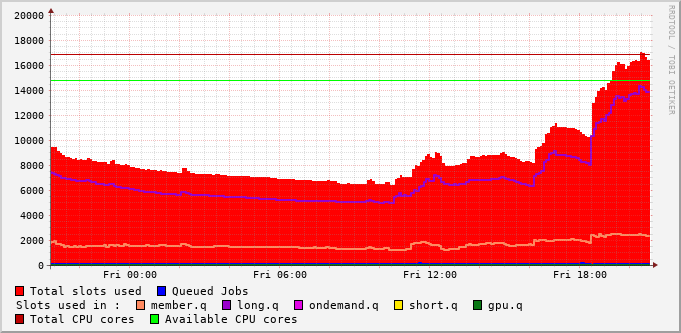 20000
18000
16000
14000
12000
10000
8000
6000
4000
2000
0
Fri 00:00 Fri 06:00 Fri 12:00 Fri 18:00
RRDTOOL / TOBI OETIKER
Total slots used Queued Jobs
Slots used in : member.q long.q ondemand.q short.q gpu.q
Total CPU cores Available CPU cores